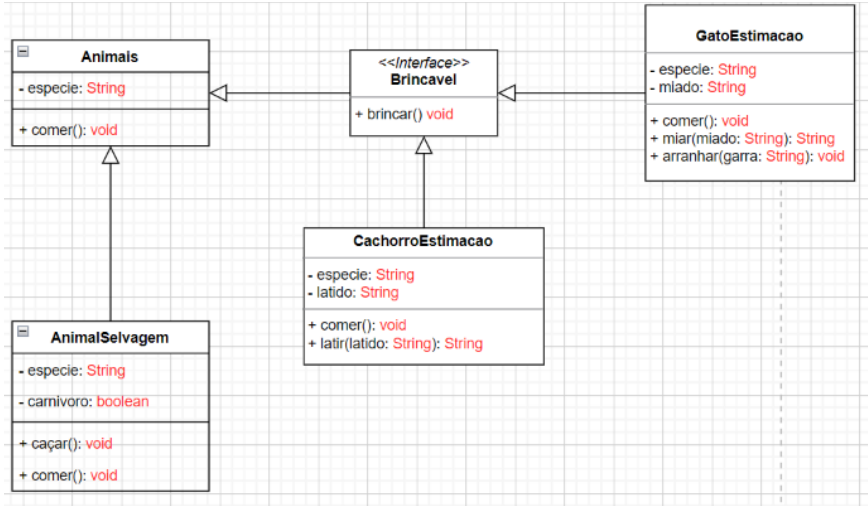 Animais
- especie: String
+ comer(): void
<<Interface>>
Brincavel
+ brincar() void
GatoEstimacao
- especie: String
- miado: String
+ comer(): void
+ miar(miado: String): String
+ arranhar(garra: String): void
CachorroEstimacao
- especie: String
- latido: String
+ comer(): void
+ latir(latido: String): String
AnimalSelvagem
- especie: String
- carnivoro: boolean
+ caçar(): void
+ comer(): void